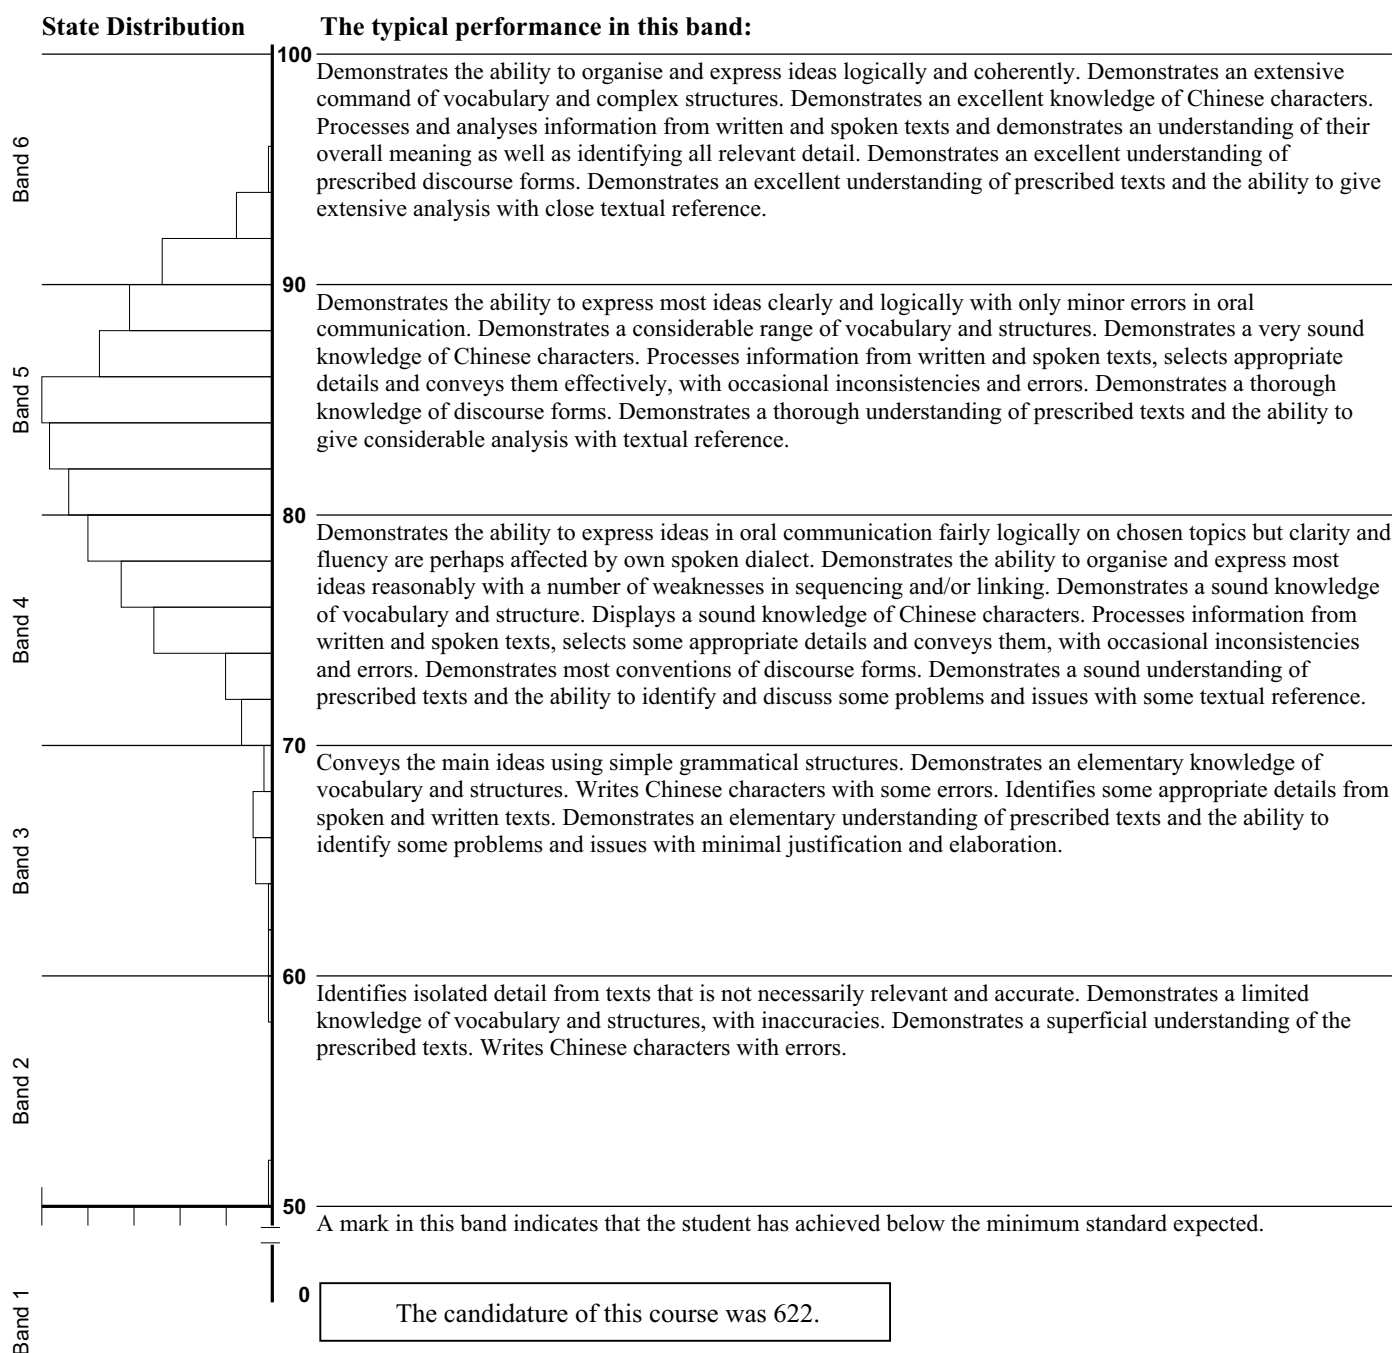 State Distribution
The typical performance in this band:
100
Demonstrates the ability to organise and express ideas logically and coherently. Demonstrates an extensive
command of vocabulary and complex structures. Demonstrates an excellent knowledge of Chinese characters.
Processes and analyses information from written and spoken texts and demonstrates an understanding of their
overall meaning as well as identifying all relevant detail. Demonstrates an excellent understanding of
prescribed discourse forms. Demonstrates an excellent understanding of prescribed texts and the ability to give
extensive analysis with close textual reference.
Band 6
90
Demonstrates the ability to express most ideas clearly and logically with only minor errors in oral
communication. Demonstrates a considerable range of vocabulary and structures. Demonstrates a very sound
knowledge of Chinese characters. Processes information from written and spoken texts, selects appropriate
details and conveys them effectively, with occasional inconsistencies and errors. Demonstrates a thorough
knowledge of discourse forms. Demonstrates a thorough understanding of prescribed texts and the ability to
give considerable analysis with textual reference.
Band 5
80
Demonstrates the ability to express ideas in oral communication fairly logically on chosen topics but clarity and
fluency are perhaps affected by own spoken dialect. Demonstrates the ability to organise and express most
ideas reasonably with a number of weaknesses in sequencing and/or linking. Demonstrates a sound knowledge
of vocabulary and structure. Displays a sound knowledge of Chinese characters. Processes information from
written and spoken texts, selects some appropriate details and conveys them, with occasional inconsistencies
and errors. Demonstrates most conventions of discourse forms. Demonstrates a sound understanding of
prescribed texts and the ability to identify and discuss some problems and issues with some textual reference.
Band 4
70
Conveys the main ideas using simple grammatical structures. Demonstrates an elementary knowledge of
vocabulary and structures. Writes Chinese characters with some errors. Identifies some appropriate details from
spoken and written texts. Demonstrates an elementary understanding of prescribed texts and the ability to
identify some problems and issues with minimal justification and elaboration.
Band 3
60
Identifies isolated detail from texts that is not necessarily relevant and accurate. Demonstrates a limited
knowledge of vocabulary and structures, with inaccuracies. Demonstrates a superficial understanding of the
prescribed texts. Writes Chinese characters with errors.
Band 2
50
A mark in this band indicates that the student has achieved below the minimum standard expected.
0
Band 1
The candidature of this course was 622.